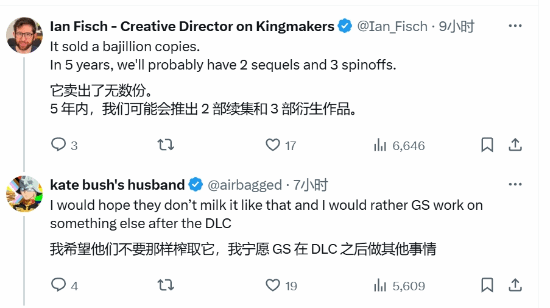 Ian Fisch - Creative Director on Kingmakers @Ian_Fisch · 9小时
It sold a bajillion copies.
In 5 years, we'll probably have 2 sequels and 3 spinoffs.
它卖出了无数份。
5 年内，我们可能会推出 2 部续集和 3 部衍生作品。
3 17 6,646
kate bush's husband @airbagged · 7小时
I would hope they don't milk it like that and I would rather GS work on
something else after the DLC
我希望他们不要那样榨取它，我宁愿 GS 在 DLC 之后做其他事情
4 19 5,609